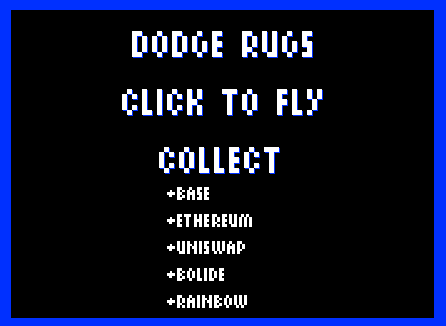 DODGE RUGS
CLICK TO FLY
COLLECT
+BASE
+ETHEREUM
+UNISWAP
+BOLIDE
+RAINBOW